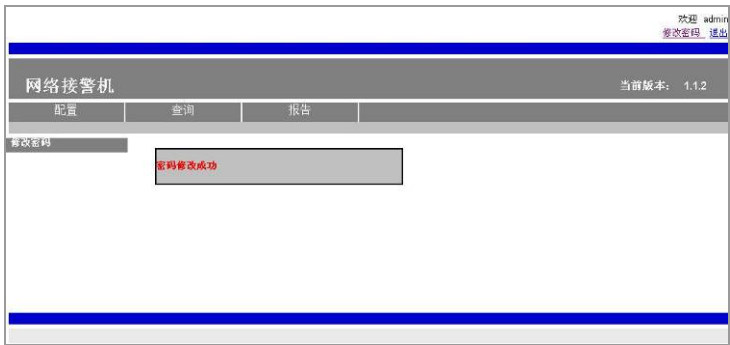 欢迎 admin
修改密码 退出
网络接警机 当前版本： 1.1.2
配置 查询 报告
修改密码
密码修改成功